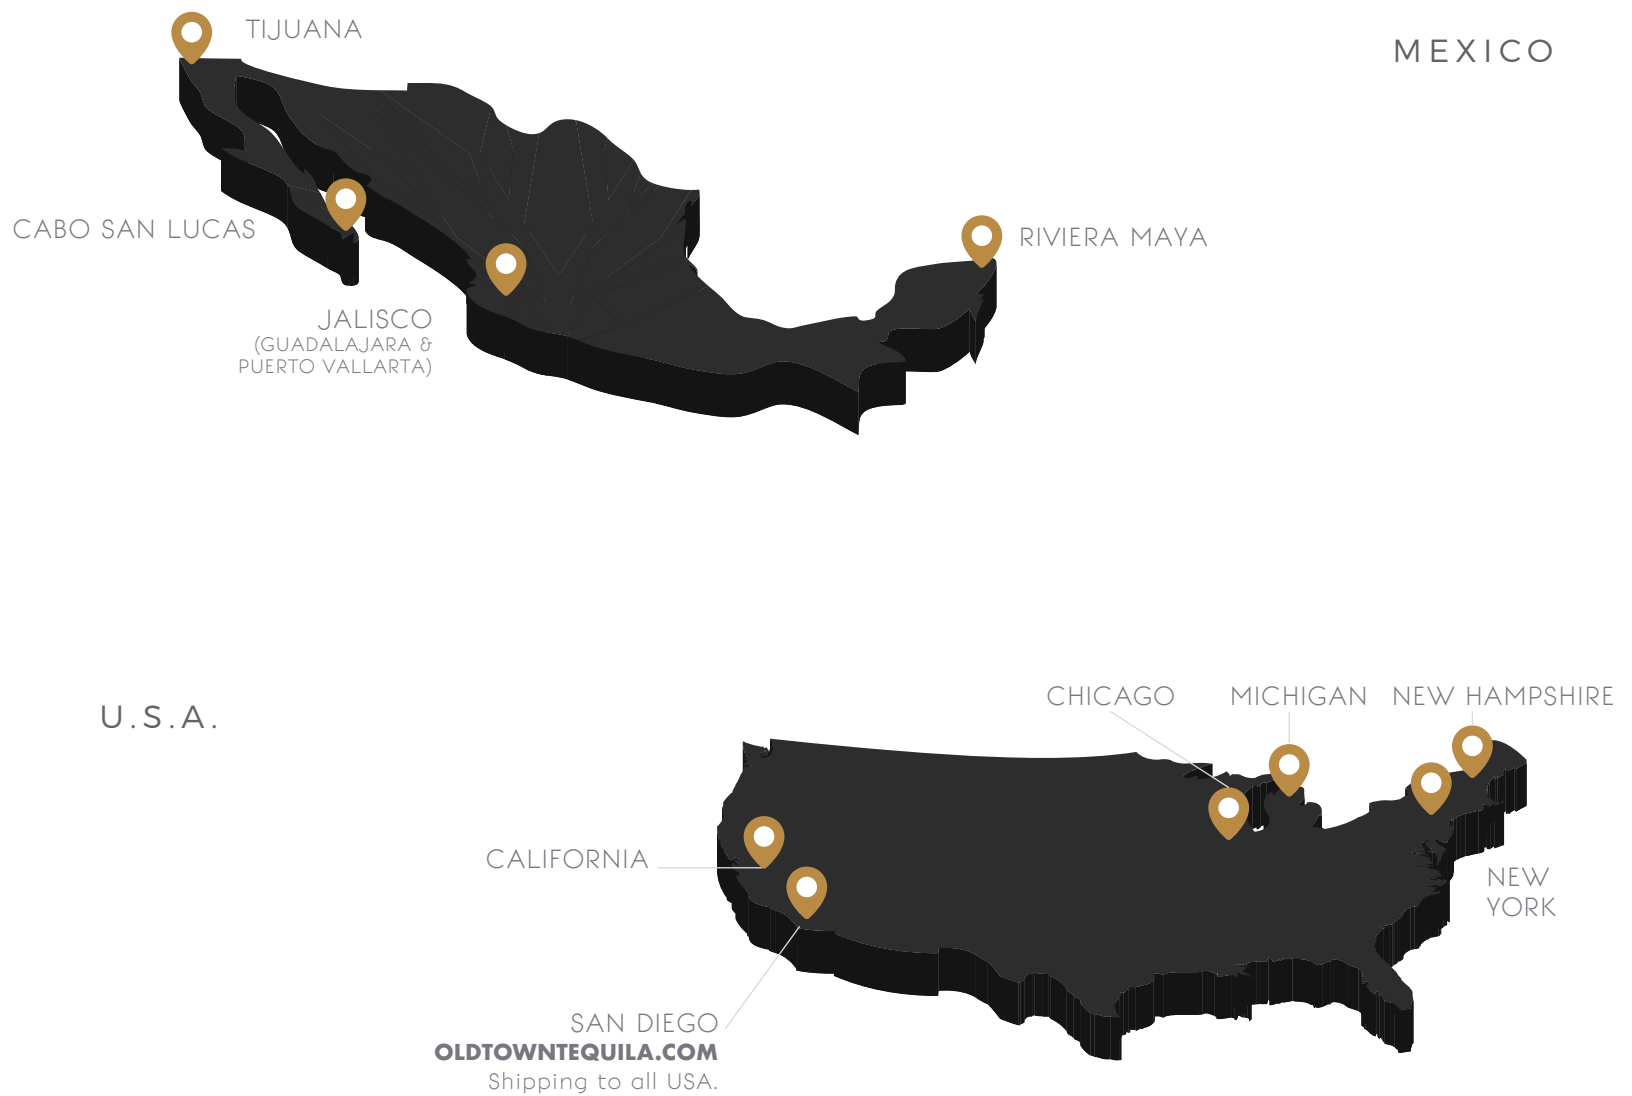 TIJUANA
MEXICO
CABO SAN LUCAS
RIVIERA MAYA
JALISCO
(GUADALAJARA &
PUERTO VALLARTA)
U.S.A.
CHICAGO
MICHIGAN
NEW HAMPSHIRE
CALIFORNIA
NEW
YORK
SAN DIEGO
OLDTOWNTEQUILA.COM
Shipping to all USA.